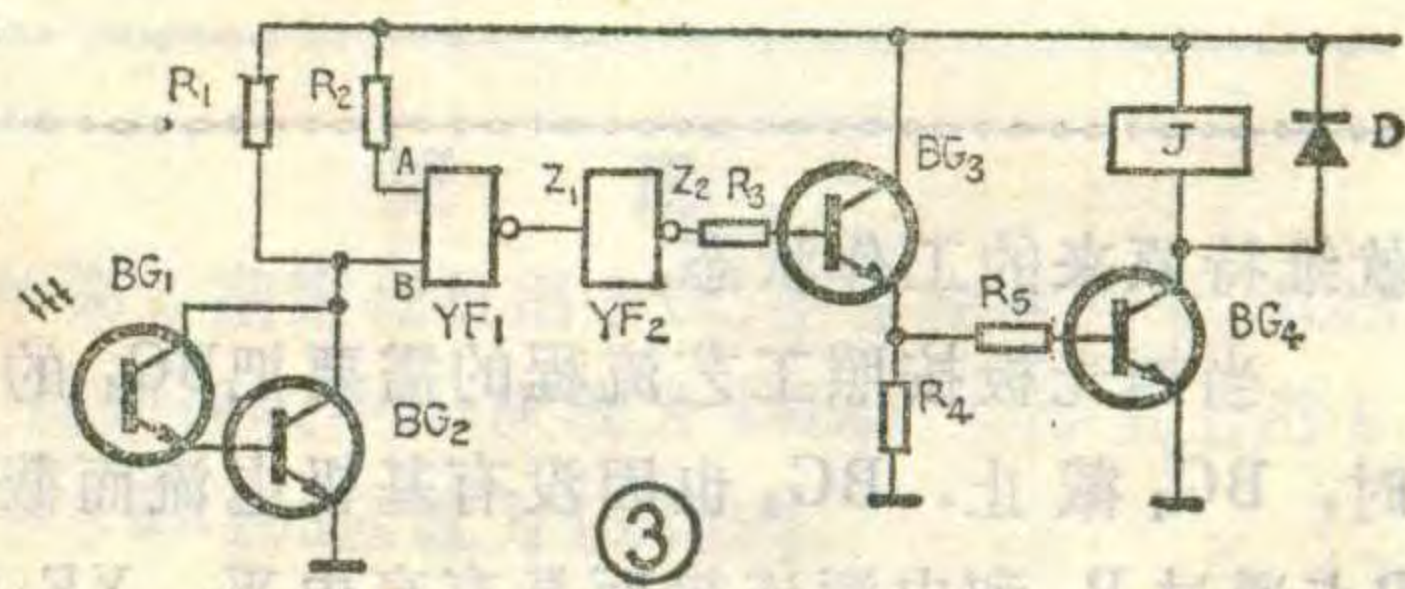 R₁ R₂ A Z₁ Z₂ R₃ BG₃ J D
B YF₁ YF₂
BG₁ BG₂ R₅ R₄ BG₄
③